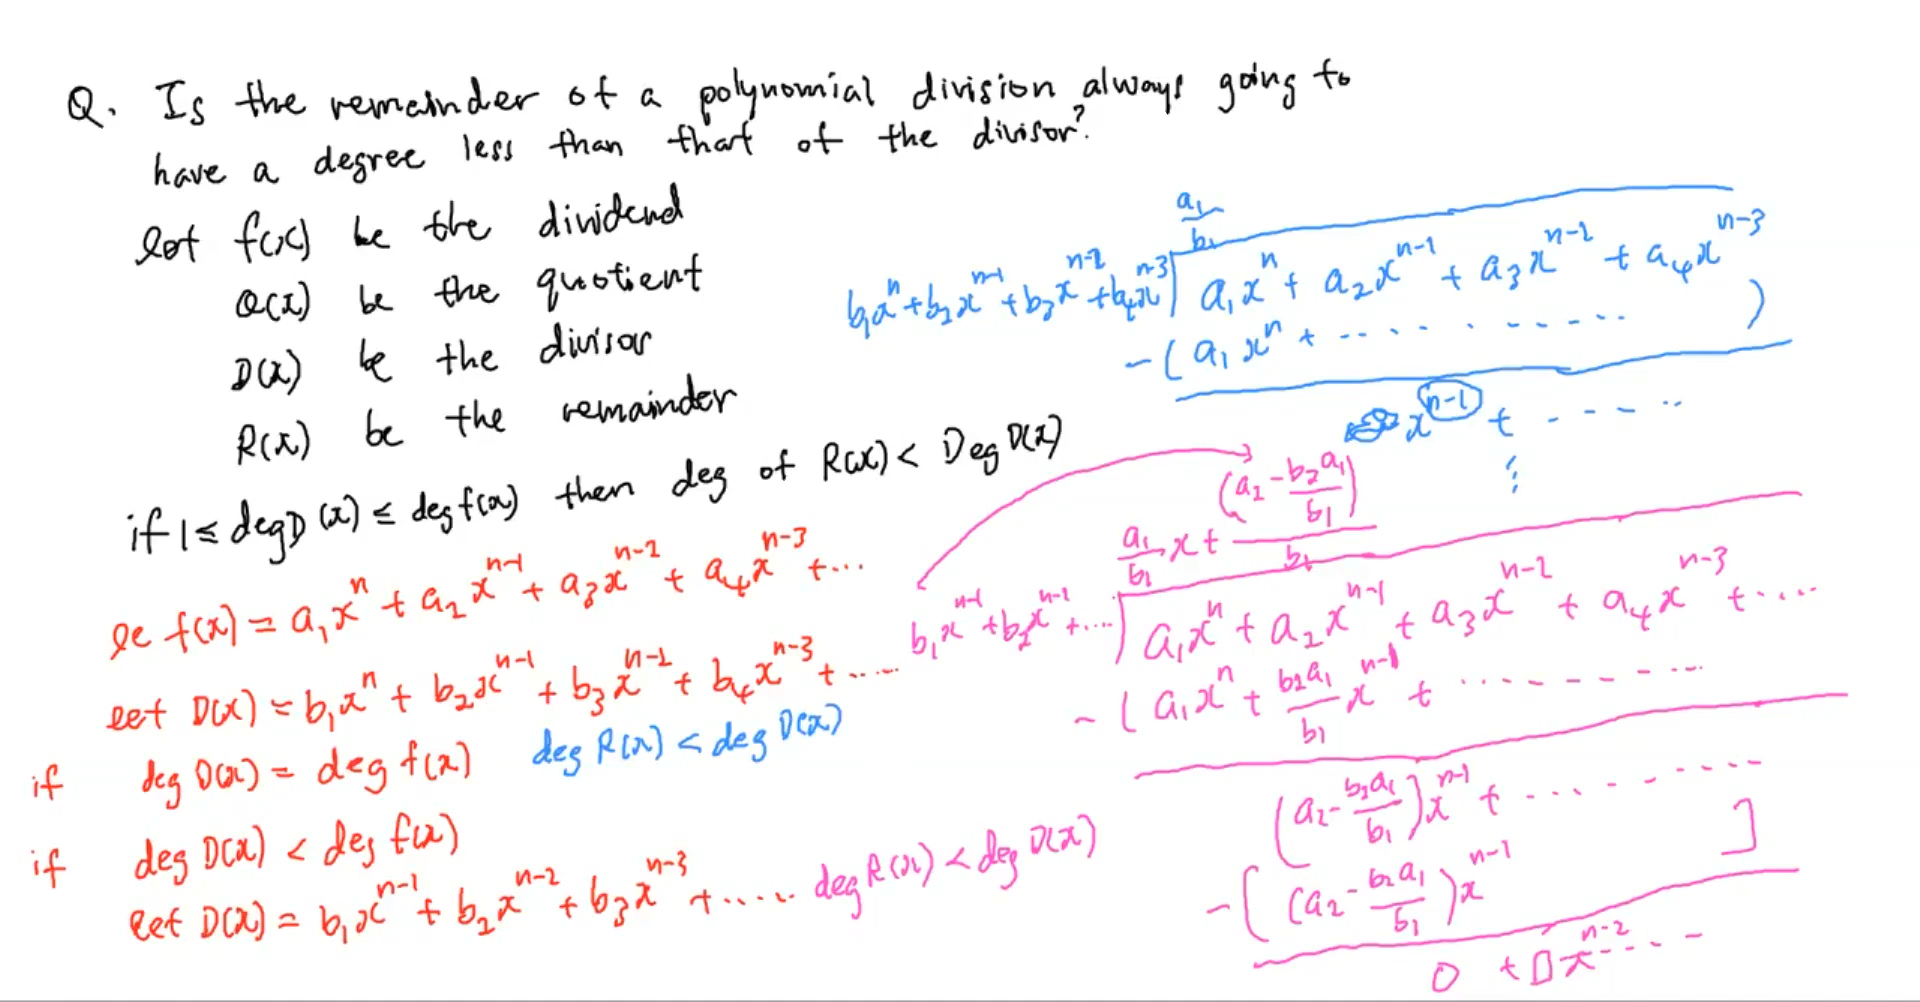 Q. Is the remainder of a polynomial division always going to
have a degree less than that of the divisor?
let f(x) be the dividend
Q(x) be the quotient
D(x) be the divisor
R(x) be the remainder
if 1 ≤ deg D(x) ≤ deg f(x) then deg of R(x) < Deg D(x)
le f(x) = a₁xⁿ + a₂xⁿ⁻¹ + a₃xⁿ⁻² + a₄xⁿ⁻³ + ...
let D(x) = b₁xⁿ + b₂xⁿ⁻¹ + b₃xⁿ⁻² + b₄xⁿ⁻³ + .....
if deg D(x) = deg f(x) deg R(x) < deg D(x)
if deg D(x) < deg f(x)
let D(x) = b₁xⁿ⁻¹ + b₂xⁿ⁻² + b₃xⁿ⁻³ + ..... deg R(x) < deg D(x)
a₁/b₁
b₁xⁿ + b₂xⁿ⁻¹ + b₃xⁿ⁻² + b₄xⁿ⁻³ a₁xⁿ + a₂xⁿ⁻¹ + a₃xⁿ⁻² + a₄xⁿ⁻³
- ( a₁xⁿ + .......... )
xⁿ⁻¹ + ......
a₁/b₁ x + (a₂ - b₂a₁/b₁)/b₁
b₁xⁿ⁻¹ + b₂xⁿ⁻² + .... a₁xⁿ + a₂xⁿ⁻¹ + a₃xⁿ⁻² + a₄xⁿ⁻³ + ....
- ( a₁xⁿ + b₂a₁/b₁ xⁿ⁻¹ + .........
(a₂ - b₂a₁/b₁) xⁿ⁻¹ + .........
- [ (a₂ - b₂a₁/b₁) xⁿ⁻¹ ]
0 + □xⁿ⁻² .....